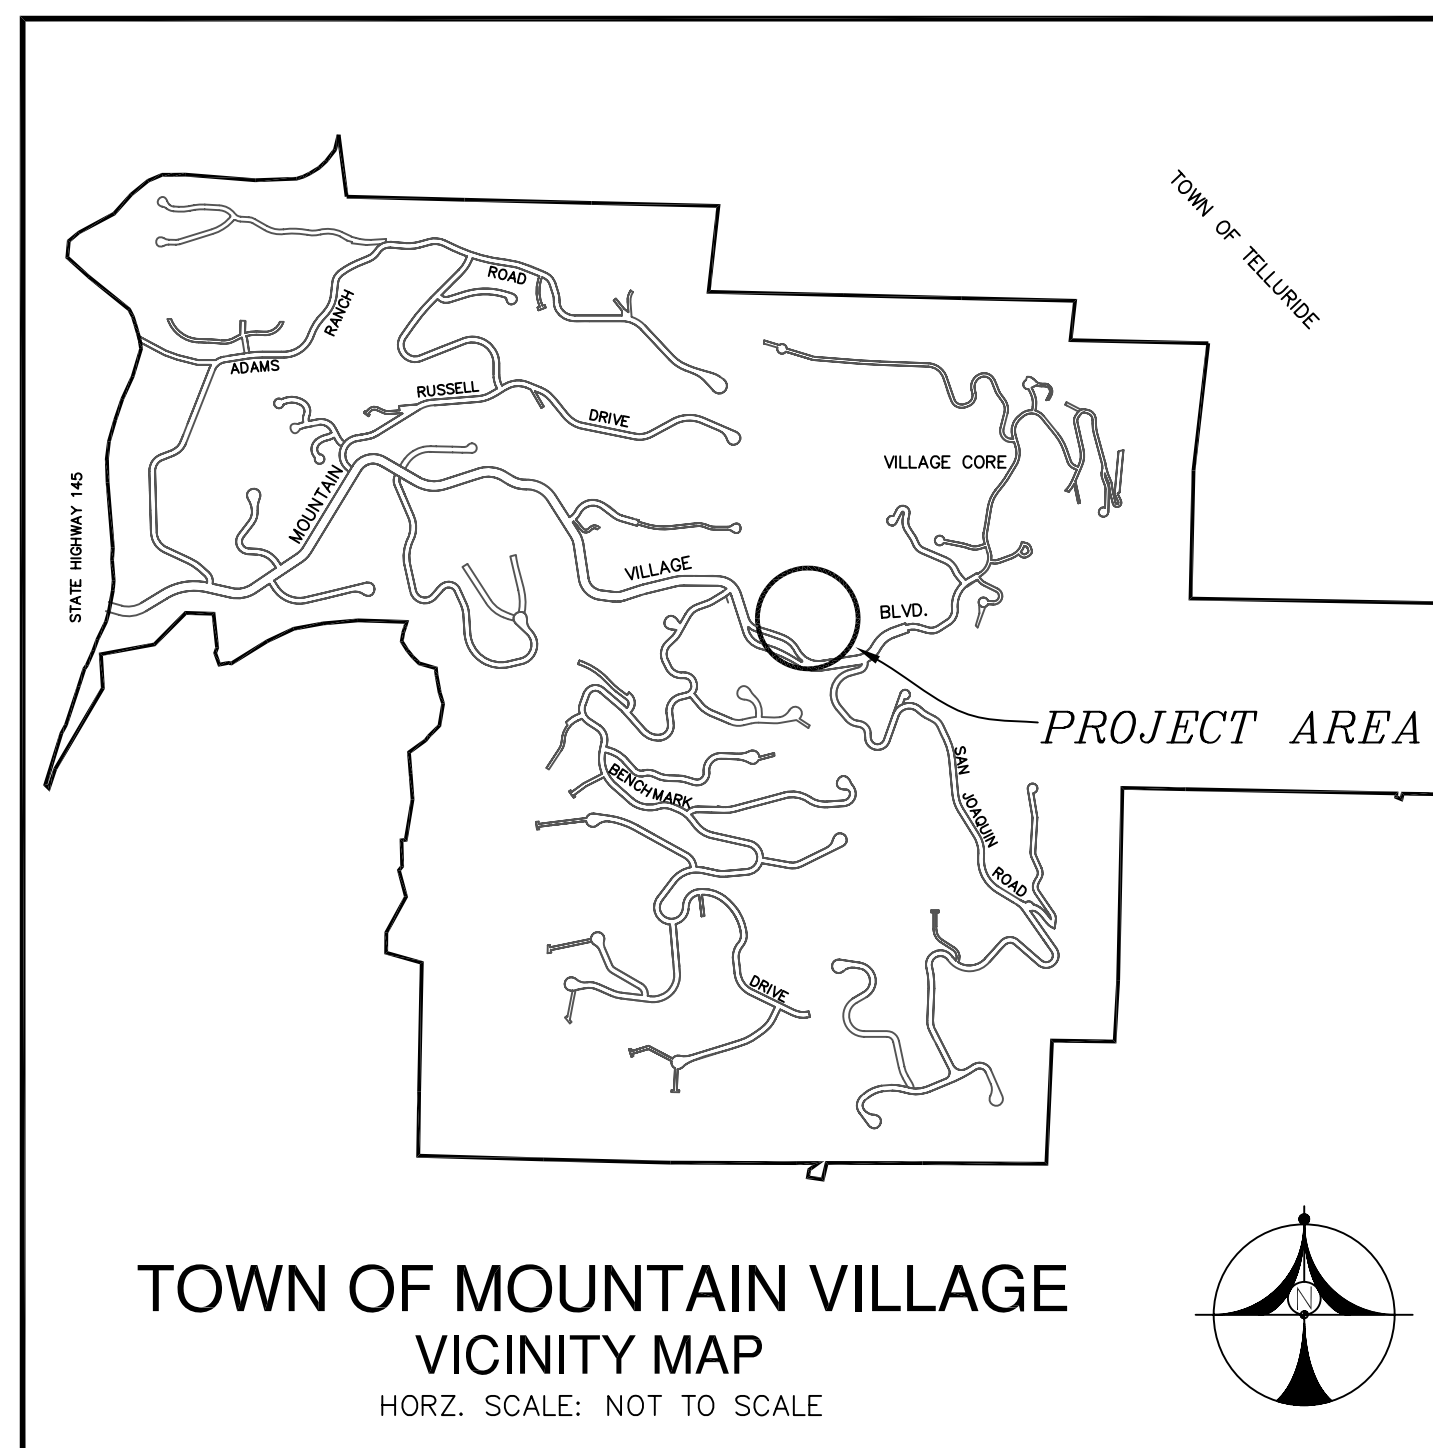 TOWN OF TELLURIDE
ROAD
RANCH
ADAMS
RUSSELL
DRIVE
VILLAGE CORE
STATE HIGHWAY 145
MOUNTAIN
VILLAGE
BLVD.
PROJECT AREA
SAN
JOAQUIN
ROAD
BENCHMARK
DRIVE
TOWN OF MOUNTAIN VILLAGE
VICINITY MAP
HORZ. SCALE: NOT TO SCALE
N